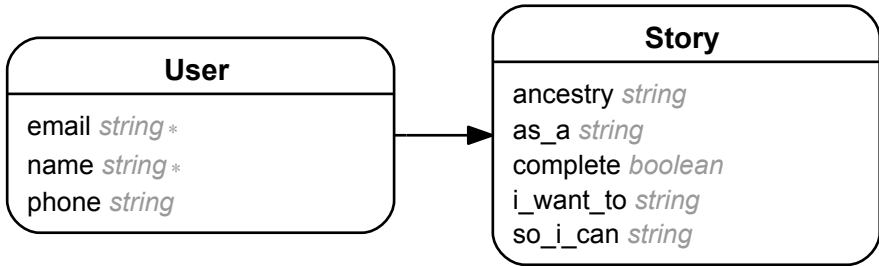 User
email string *
name string *
phone string
Story
ancestry string
as_a string
complete boolean
i_want_to string
so_i_can string